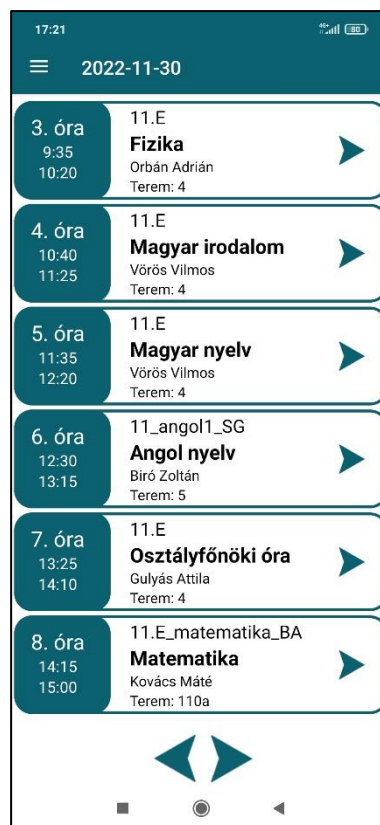 17:21
4G+ 80
2022-11-30
3. óra
9:35
10:20
11.E
Fizika
Orbán Adrián
Terem: 4
4. óra
10:40
11:25
11.E
Magyar irodalom
Vörös Vilmos
Terem: 4
5. óra
11:35
12:20
11.E
Magyar nyelv
Vörös Vilmos
Terem: 4
6. óra
12:30
13:15
11_angol1_SG
Angol nyelv
Biró Zoltán
Terem: 5
7. óra
13:25
14:10
11.E
Osztályfőnöki óra
Gulyás Attila
Terem: 4
8. óra
14:15
15:00
11.E_matematika_BA
Matematika
Kovács Máté
Terem: 110a